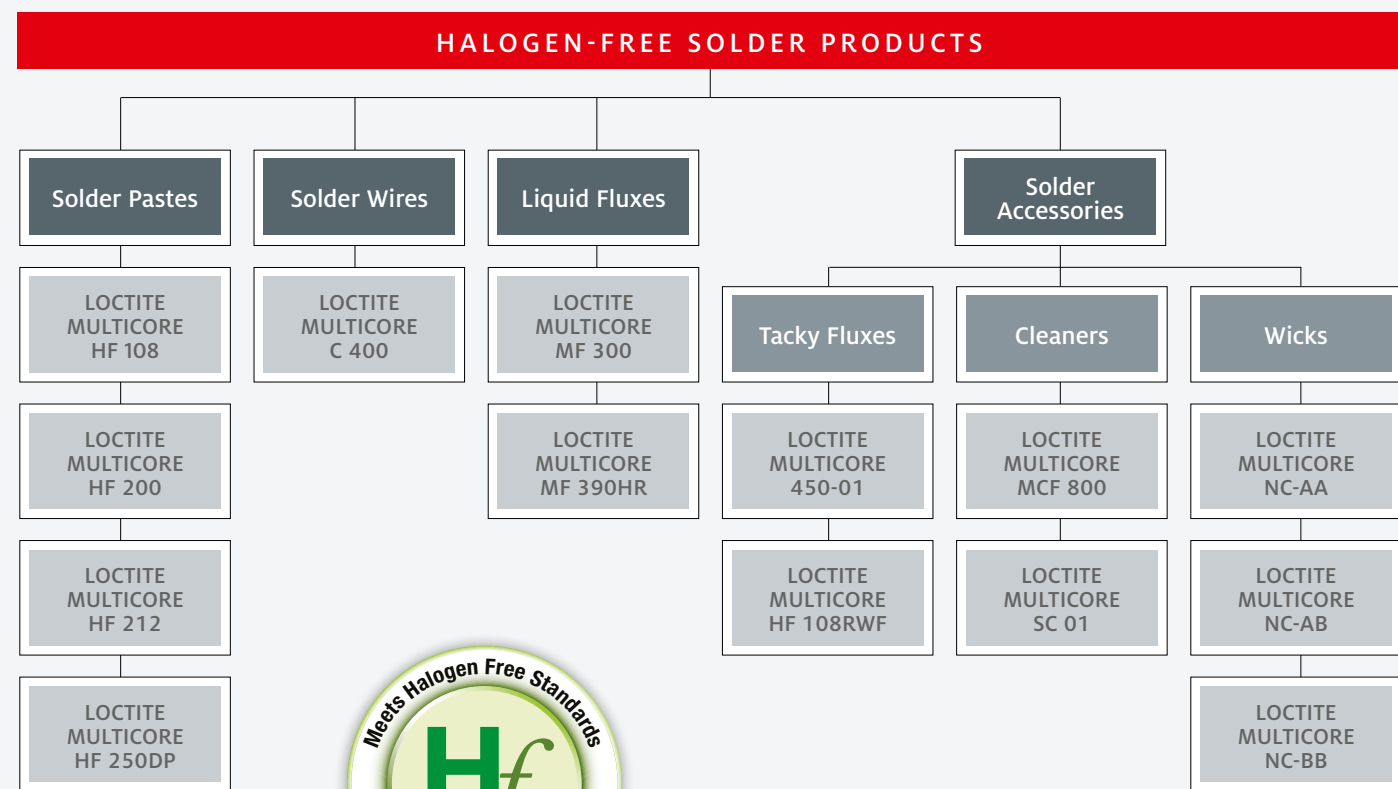 HALOGEN-FREE SOLDER PRODUCTS
Solder Pastes
LOCTITE
MULTICORE
HF 108
LOCTITE
MULTICORE
HF 200
LOCTITE
MULTICORE
HF 212
LOCTITE
MULTICORE
HF 250DP
Solder Wires
LOCTITE
MULTICORE
C 400
Liquid Fluxes
LOCTITE
MULTICORE
MF 300
LOCTITE
MULTICORE
MF 390HR
Solder
Accessories
Tacky Fluxes
LOCTITE
MULTICORE
450-01
LOCTITE
MULTICORE
HF 108RWF
Cleaners
LOCTITE
MULTICORE
MCF 800
LOCTITE
MULTICORE
SC 01
Wicks
LOCTITE
MULTICORE
NC-AA
LOCTITE
MULTICORE
NC-AB
LOCTITE
MULTICORE
NC-BB
Meets Halogen Free Standards
Hf